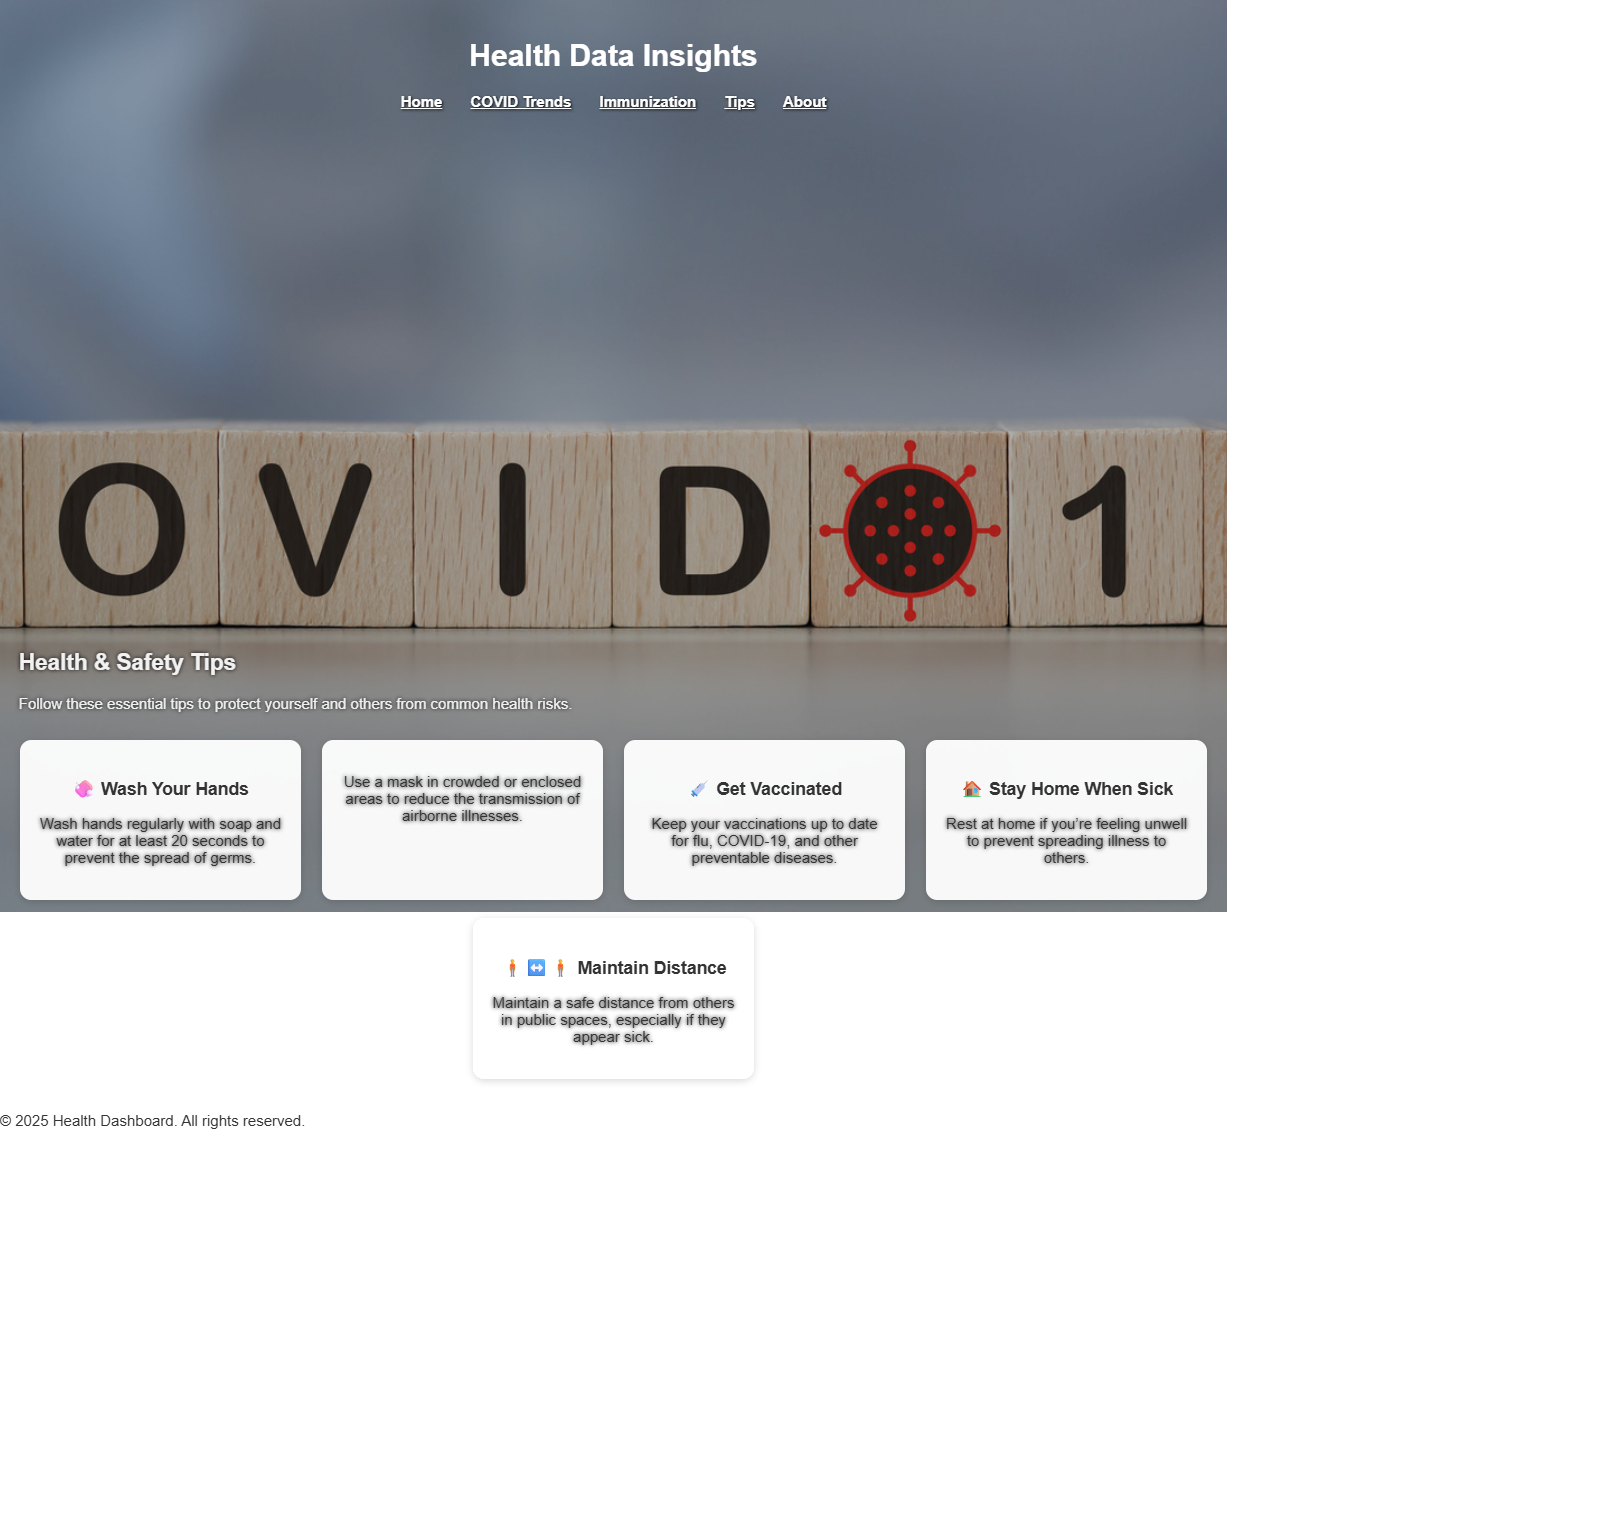 Health Data Insights
Home COVID Trends Immunization Tips About
OVID 1
Health & Safety Tips
Follow these essential tips to protect yourself and others from common health risks.
🧼 Wash Your Hands
Wash hands regularly with soap and
water for at least 20 seconds to
prevent the spread of germs.
Use a mask in crowded or enclosed
areas to reduce the transmission of
airborne illnesses.
💉 Get Vaccinated
Keep your vaccinations up to date
for flu, COVID-19, and other
preventable diseases.
🏠 Stay Home When Sick
Rest at home if you’re feeling unwell
to prevent spreading illness to
others.
🧍↔️🧍 Maintain Distance
Maintain a safe distance from others
in public spaces, especially if they
appear sick.
© 2025 Health Dashboard. All rights reserved.